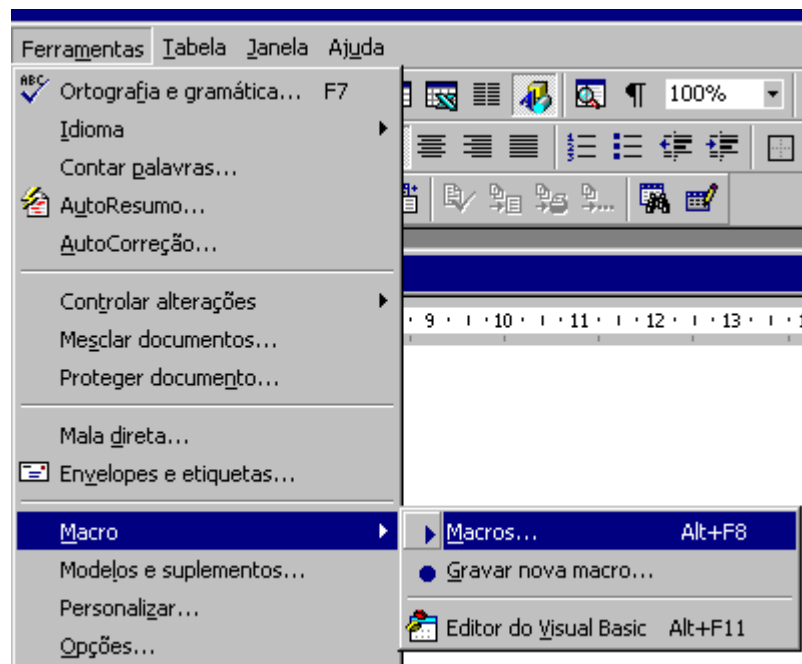 Ferramentas Tabela Janela Ajuda
ABC Ortografia e gramática... F7
100%
Idioma
Contar palavras...
AutoResumo...
AutoCorreção...
Controlar alterações
9 10 11 12 13
Mesclar documentos...
Proteger documento...
Mala direta...
Envelopes e etiquetas...
Macro
Macros... Alt+F8
Modelos e suplementos...
Gravar nova macro...
Personalizar...
Editor do Visual Basic Alt+F11
Opções...